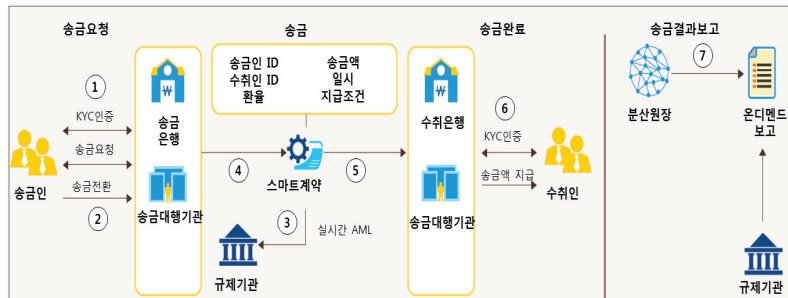 송금요청
송금
송금완료
송금결과보고
송금인 ID
수취인 ID
환율
송금액
일시
지급조건
1
KYC인증
송금요청
송금전환
2
송금인
송금
은행
송금대행기관
4
스마트계약
5
3
실시간 AML
규제기관
수취은행
송금대행기관
6
KYC인증
송금액 지급
수취인
7
분산원장
온디멘드
보고
규제기관